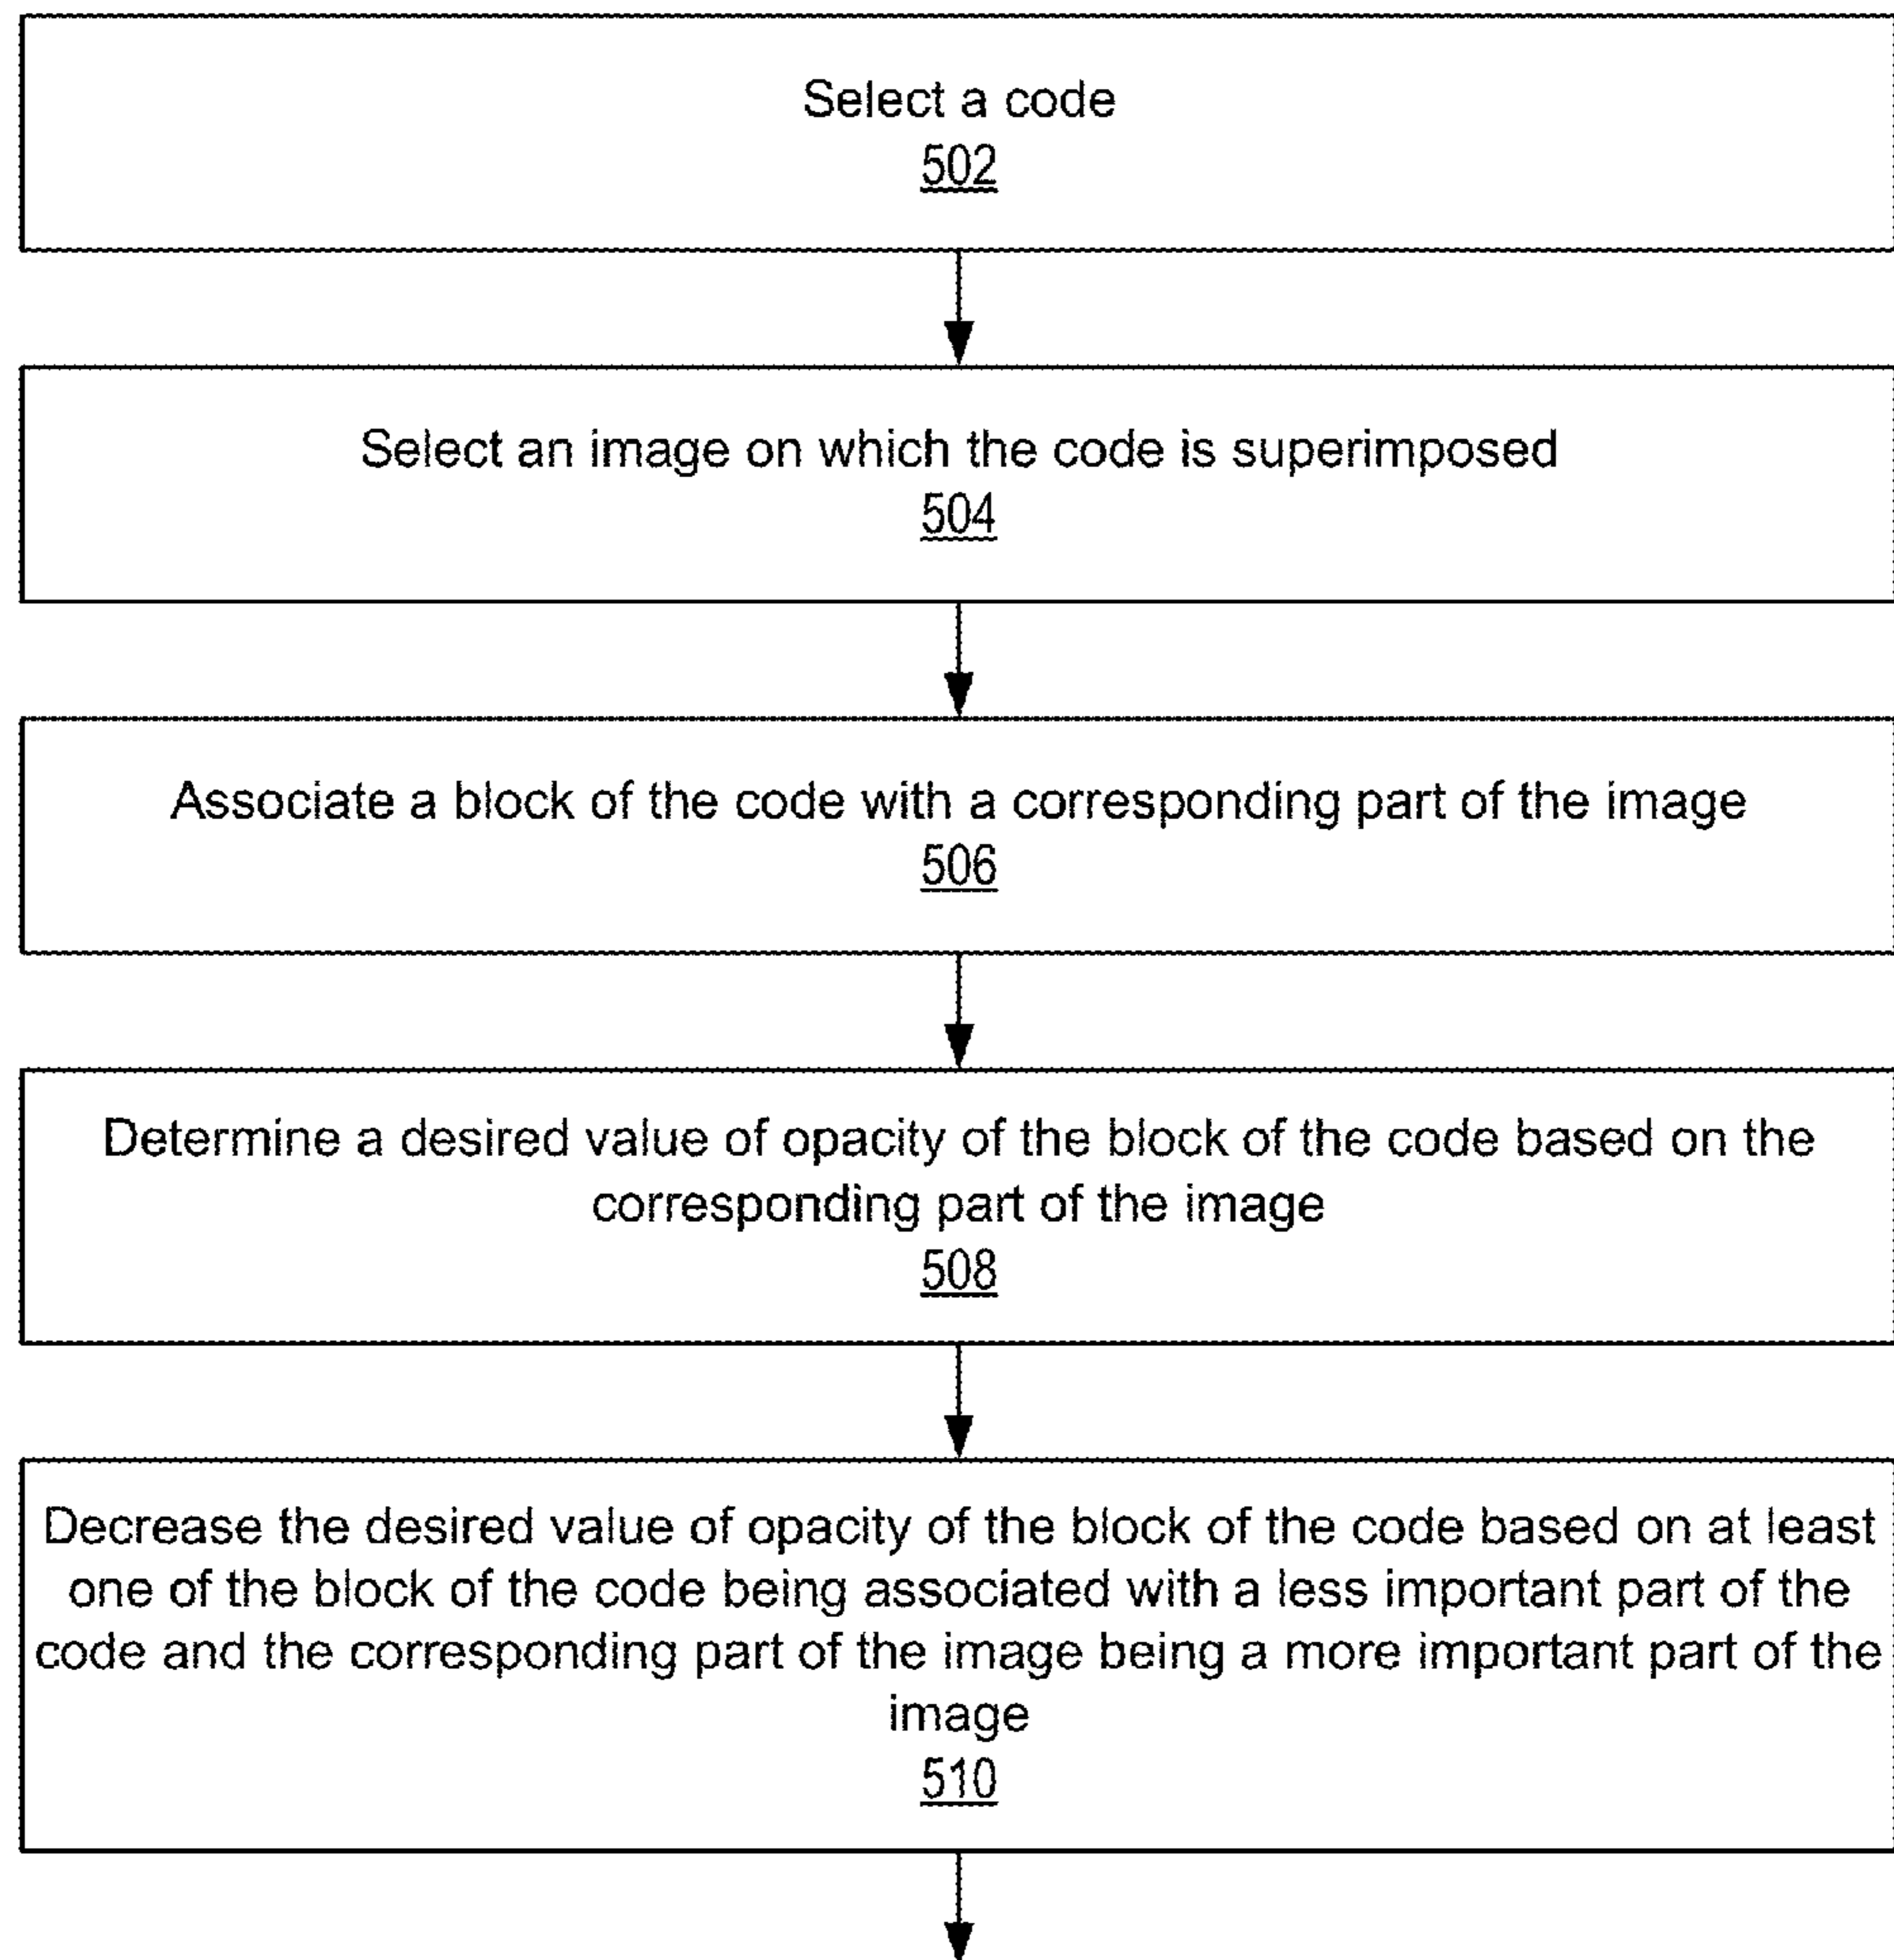 Select a code
502
Select an image on which the code is superimposed
504
Associate a block of the code with a corresponding part of the image
506
Determine a desired value of opacity of the block of the code based on the
corresponding part of the image
508
Decrease the desired value of opacity of the block of the code based on at least
one of the block of the code being associated with a less important part of the
code and the corresponding part of the image being a more important part of the
image
510